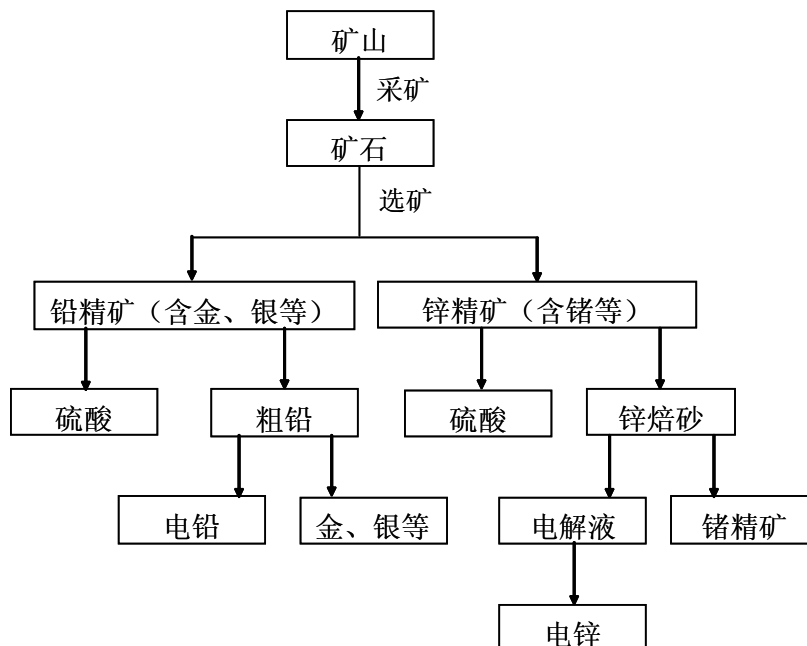 矿山
采矿
矿石
选矿
铅精矿（含金、银等）
锌精矿（含锗等）
硫酸
粗铅
硫酸
锌焙砂
电铅
金、银等
电解液
锗精矿
电锌